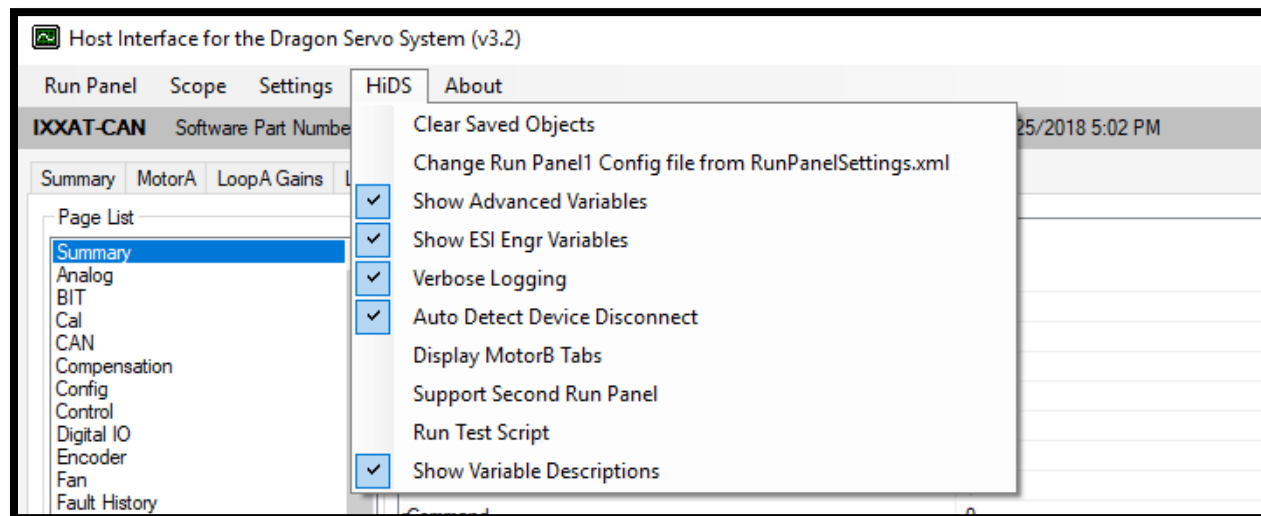 Host Interface for the Dragon Servo System (v3.2)
Run Panel Scope Settings HiDS About
IXXAT-CAN Software Part Numbe 25/2018 5:02 PM
Summary MotorA LoopA Gains
Page List
Summary
Analog
BIT
Cal
CAN
Compensation
Config
Control
Digital IO
Encoder
Fan
Fault History
Clear Saved Objects
Change Run Panel1 Config file from RunPanelSettings.xml
Show Advanced Variables
Show ESI Engr Variables
Verbose Logging
Auto Detect Device Disconnect
Display MotorB Tabs
Support Second Run Panel
Run Test Script
Show Variable Descriptions